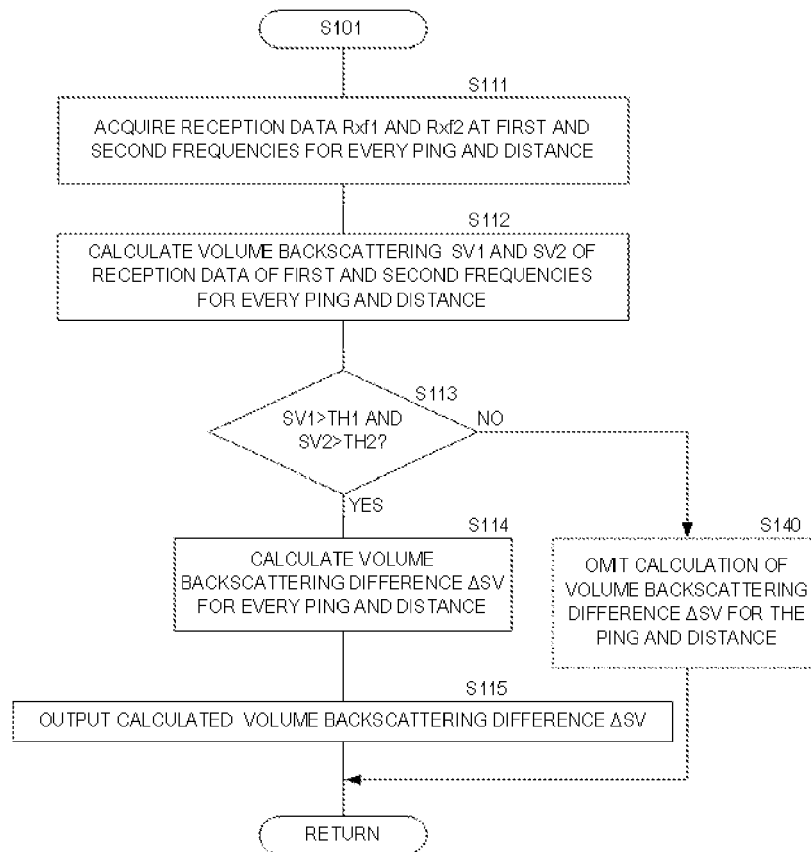 S101
S111
ACQUIRE RECEPTION DATA Rxf1 AND Rxf2 AT FIRST AND
SECOND FREQUENCIES FOR EVERY PING AND DISTANCE
S112
CALCULATE VOLUME BACKSCATTERING SV1 AND SV2 OF
RECEPTION DATA OF FIRST AND SECOND FREQUENCIES
FOR EVERY PING AND DISTANCE
S113
SV1>TH1 AND
SV2>TH2?
NO
YES
S114
CALCULATE VOLUME
BACKSCATTERING DIFFERENCE ΔSV
FOR EVERY PING AND DISTANCE
S140
OMIT CALCULATION OF
VOLUME BACKSCATTERING
DIFFERENCE ΔSV FOR THE
PING AND DISTANCE
S115
OUTPUT CALCULATED VOLUME BACKSCATTERING DIFFERENCE ΔSV
RETURN